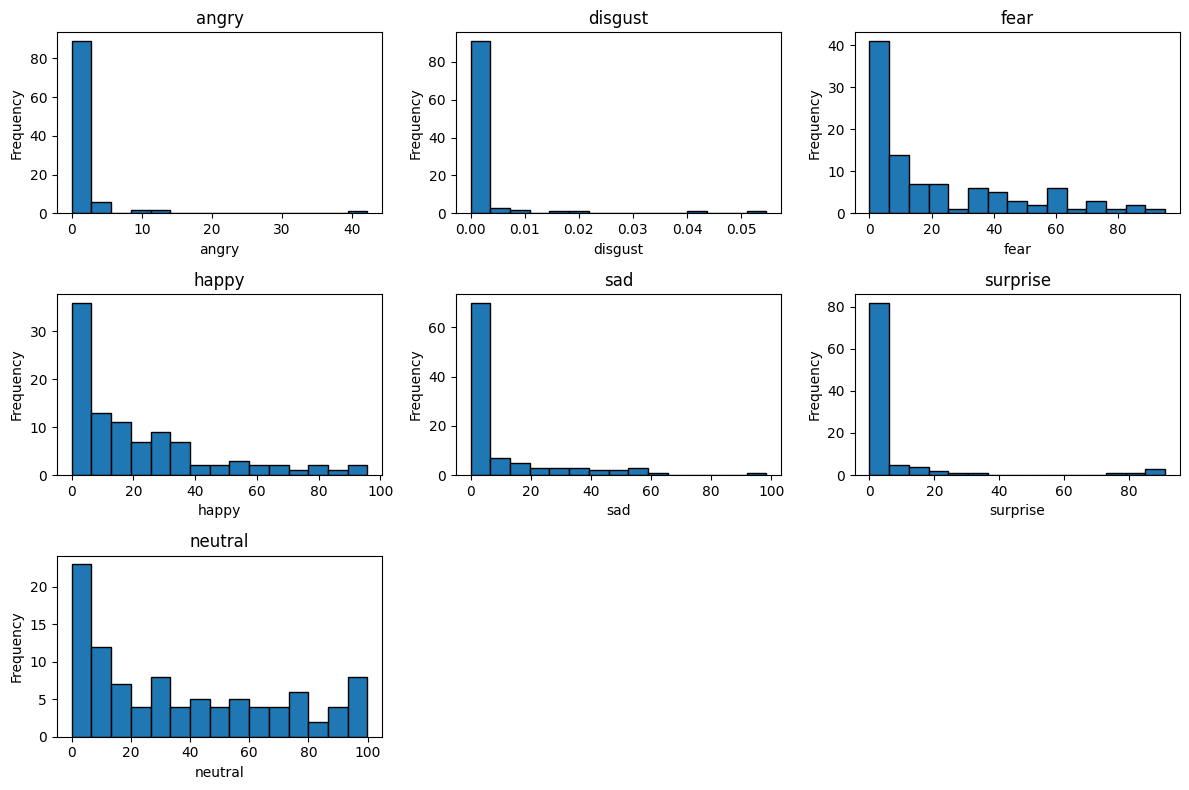 angry
Frequency
80
60
40
20
0
0 10 20 30 40
angry
disgust
Frequency
80
60
40
20
0
0.00 0.01 0.02 0.03 0.04 0.05
disgust
fear
Frequency
40
30
20
10
0
0 20 40 60 80
fear
happy
Frequency
30
20
10
0
0 20 40 60 80 100
happy
sad
Frequency
60
40
20
0
0 20 40 60 80 100
sad
surprise
Frequency
80
60
40
20
0
0 20 40 60 80
surprise
neutral
Frequency
20
15
10
5
0
0 20 40 60 80 100
neutral